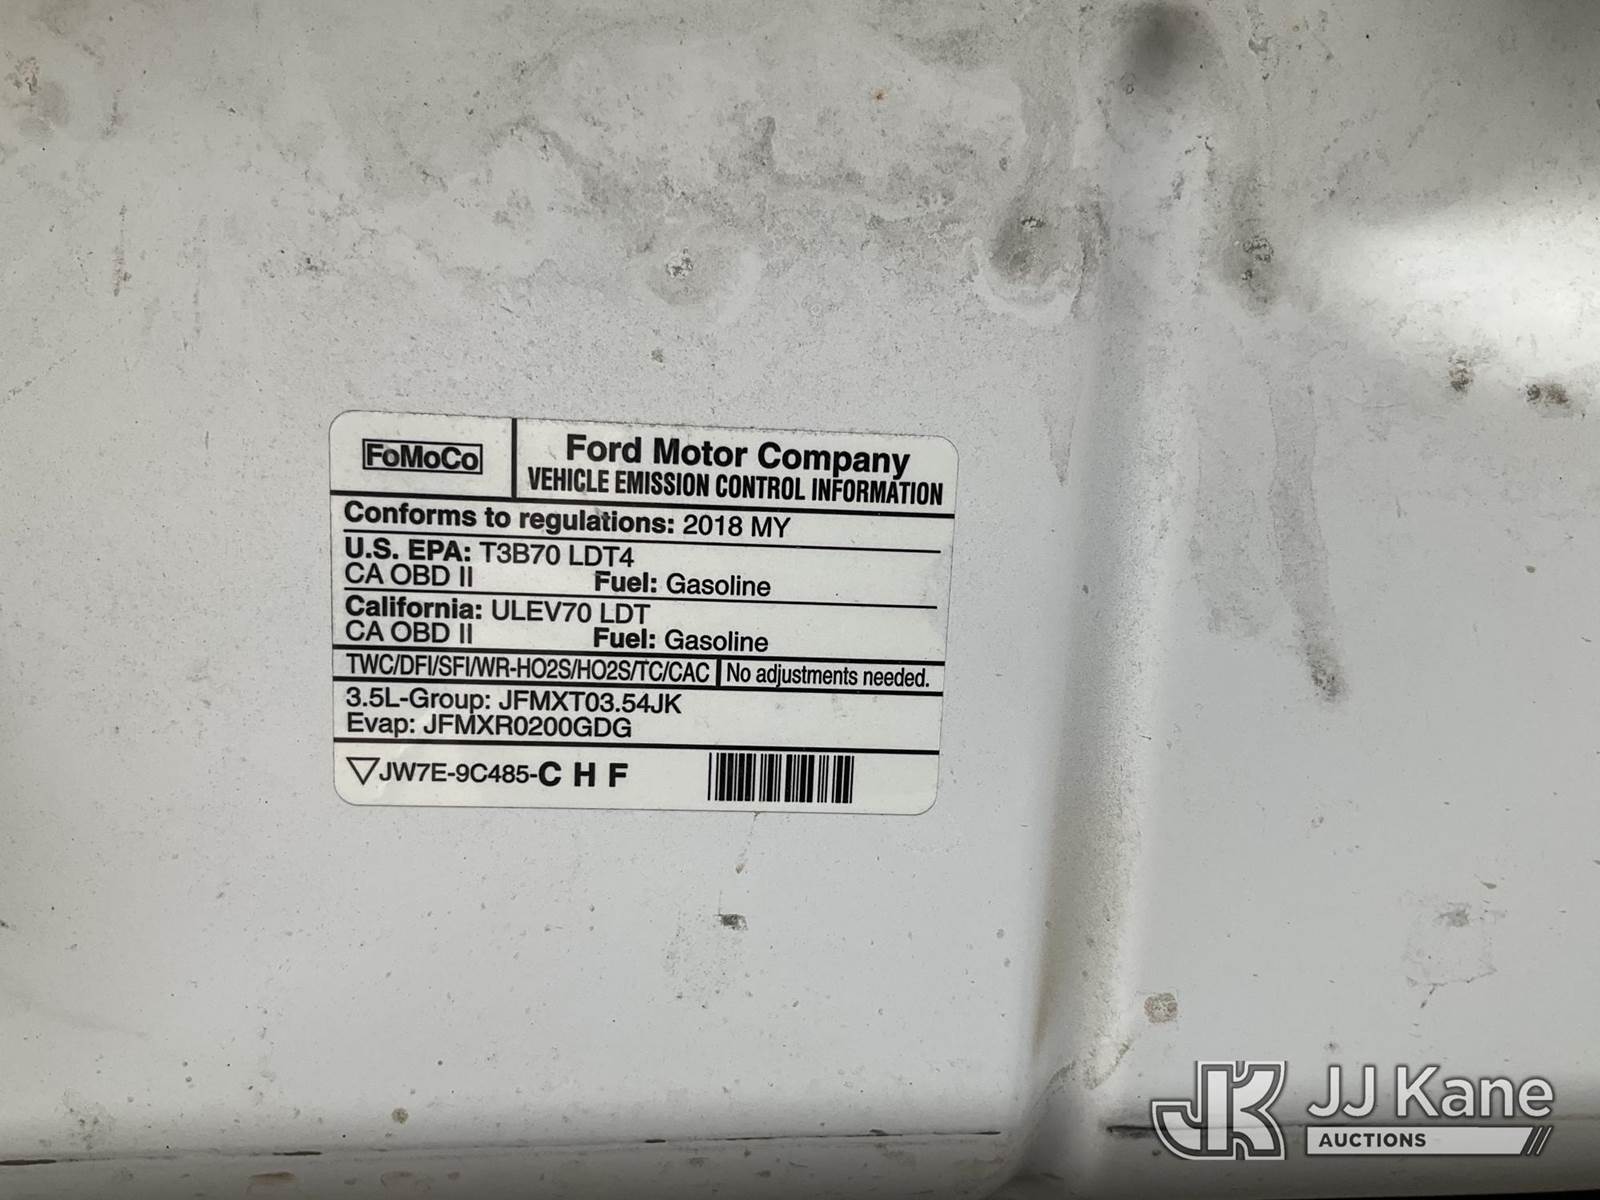 FoMoCo
Ford Motor Company
VEHICLE EMISSION CONTROL INFORMATION
Conforms to regulations: 2018 MY
U.S. EPA: T3B70 LDT4
CA OBD II Fuel: Gasoline
California: ULEV70 LDT
CA OBD II Fuel: Gasoline
TWC/DFI/SFI/WR-HO2S/HO2S/TC/CAC No adjustments needed.
3.5L-Group: JFMXT03.54JK
Evap: JFMXR0200GDG
JW7E-9C485-C H F
JK JJ Kane
AUCTIONS